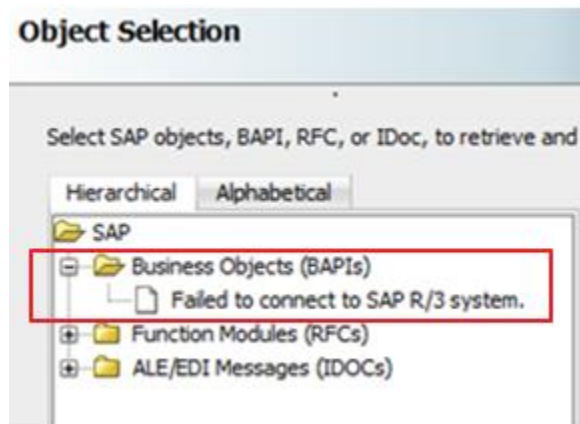 Object Selection
Select SAP objects, BAPI, RFC, or IDoc, to retrieve and
Hierarchical Alphabetical
SAP
Business Objects (BAPIs)
Failed to connect to SAP R/3 system.
Function Modules (RFCs)
ALE/EDI Messages (IDOCs)